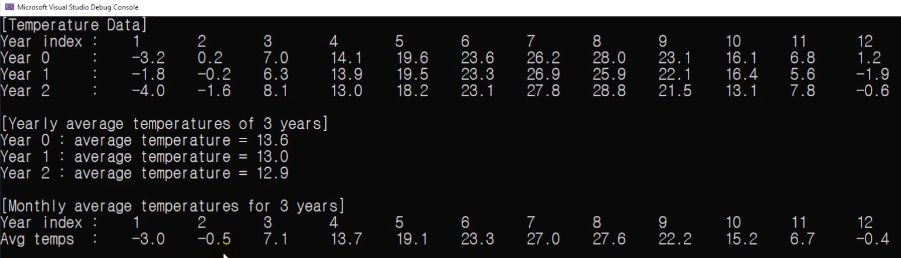 Microsoft Visual Studio Debug Console
[Temperature Data]
Year index : 1 2 3 4 5 6 7 8 9 10 11 12
Year 0 : -3.2 0.2 7.0 14.1 19.6 23.6 26.2 28.0 23.1 16.1 6.8 1.2
Year 1 : -1.8 -0.2 6.3 13.9 19.5 23.3 26.9 25.9 22.1 16.4 5.6 -1.9
Year 2 : -4.0 -1.6 8.1 13.0 18.2 23.1 27.8 28.8 21.5 13.1 7.8 -0.6
[Yearly average temperatures of 3 years]
Year 0 : average temperature = 13.6
Year 1 : average temperature = 13.0
Year 2 : average temperature = 12.9
[Monthly average temperatures for 3 years]
Year index : 1 2 3 4 5 6 7 8 9 10 11 12
Avg temps : -3.0 -0.5 7.1 13.7 19.1 23.3 27.0 27.6 22.2 15.2 6.7 -0.4